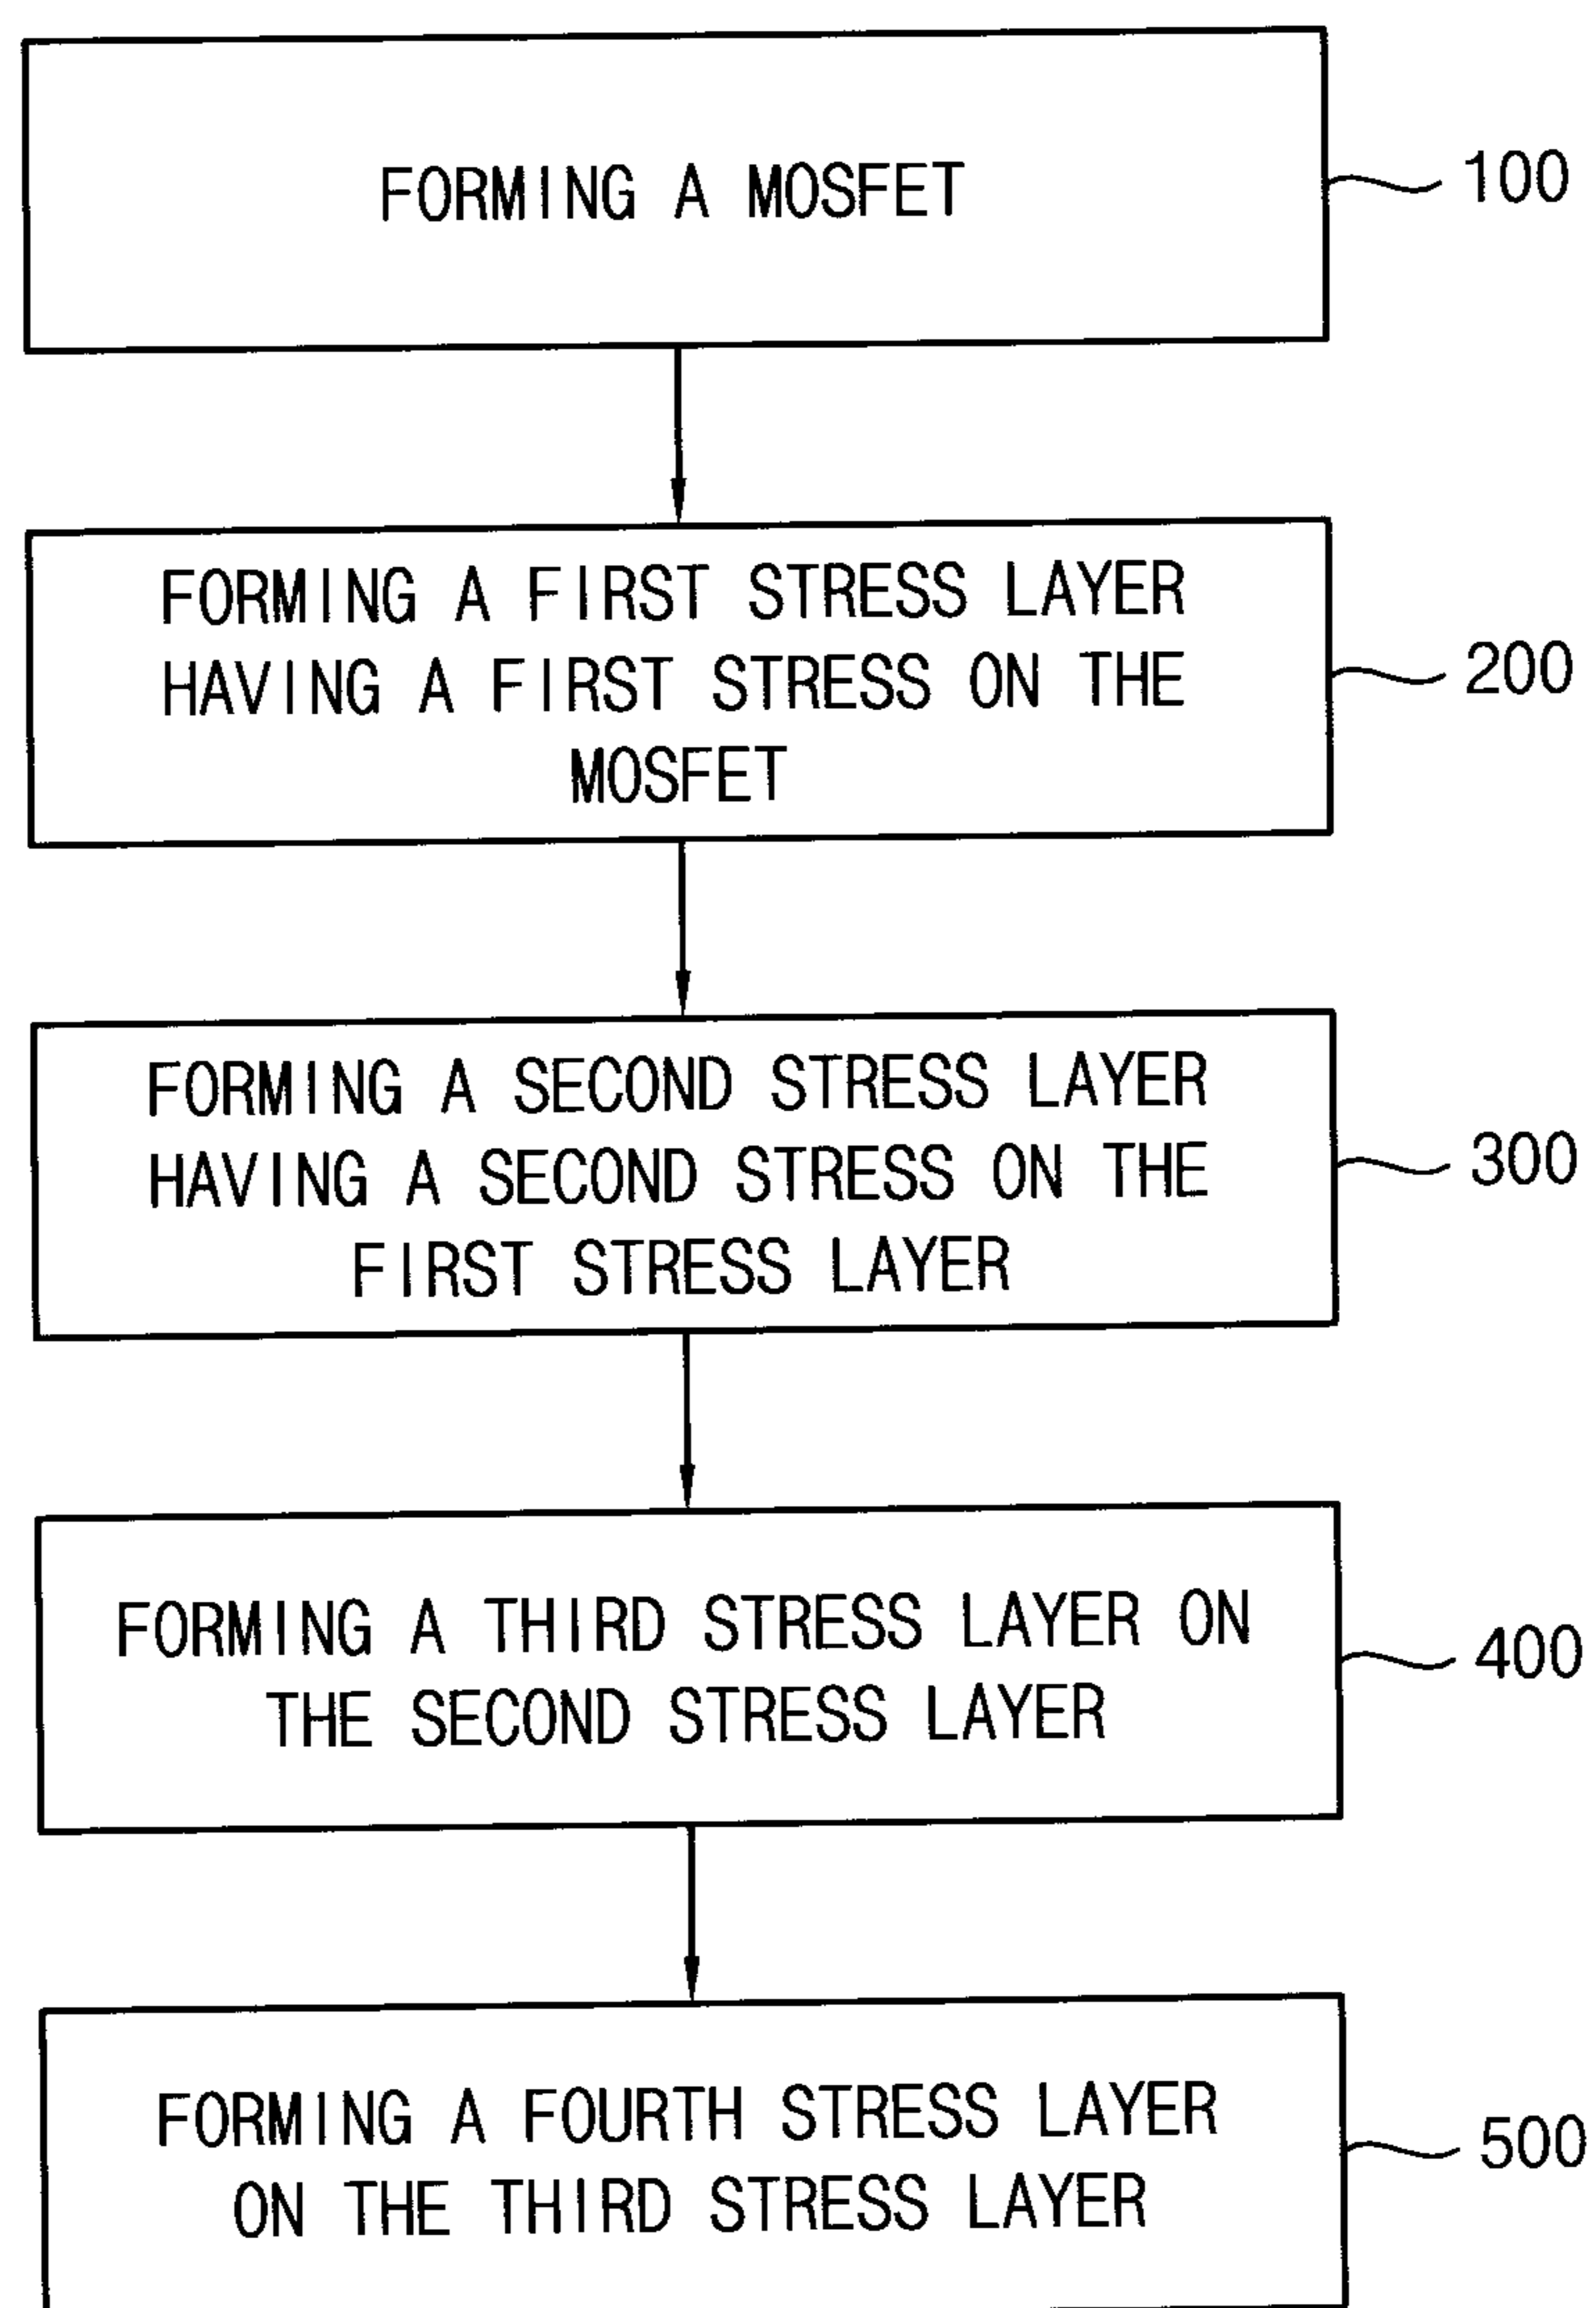 FORMING A MOSFET
100
FORMING A FIRST STRESS LAYER
HAVING A FIRST STRESS ON THE
MOSFET
200
FORMING A SECOND STRESS LAYER
HAVING A SECOND STRESS ON THE
FIRST STRESS LAYER
300
FORMING A THIRD STRESS LAYER ON
THE SECOND STRESS LAYER
400
FORMING A FOURTH STRESS LAYER
ON THE THIRD STRESS LAYER
500